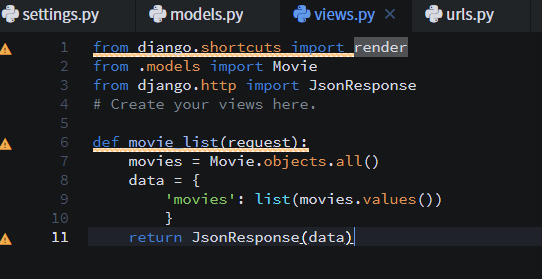 settings.py models.py views.py urls.py
1 from django.shortcuts import render
2 from .models import Movie
3 from django.http import JsonResponse
4 # Create your views here.
5
6 def movie_list(request):
7     movies = Movie.objects.all()
8     data = {
9         'movies': list(movies.values())
10         }
11     return JsonResponse(data)